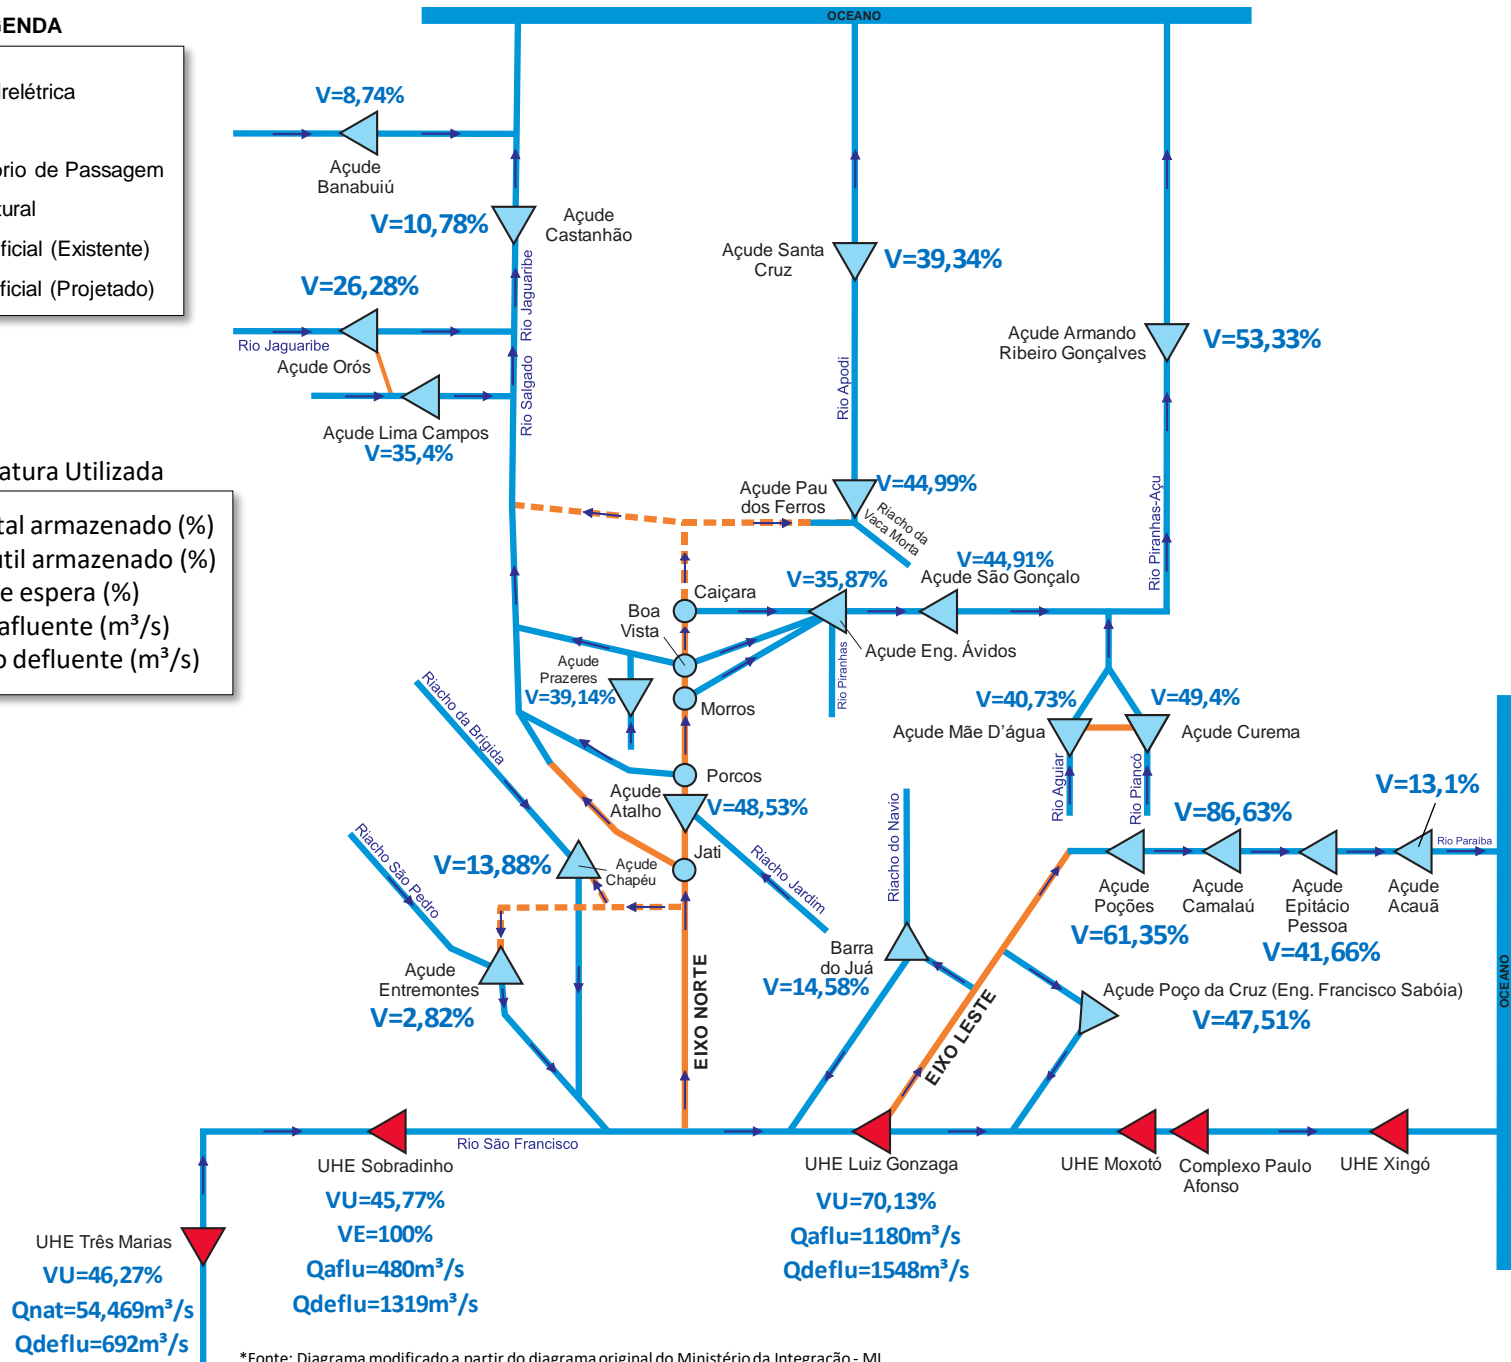 OCEANO
GENDA
drelétrica
ório de Passagem
tural
ificial (Existente)
ificial (Projetado)
V=8,74%
Açude
Banabuiú
V=10,78%
Açude
Castanhão
V=26,28%
Rio Jaguaribe
Açude Orós
Rio Jaguaribe
Rio Salgado
Açude Lima Campos
V=35,4%
Açude Santa
Cruz
V=39,34%
Rio Apodi
Açude Armando
Ribeiro Gonçalves
V=53,33%
Rio Piranhas-Açu
atura Utilizada
tal armazenado (%)
útil armazenado (%)
e espera (%)
afluente (m³/s)
o defluente (m³/s)
Açude Pau
dos Ferros
V=44,99%
Riacho da
Vaca Morta
V=44,91%
Açude São Gonçalo
V=35,87%
Açude Eng. Ávidos
Rio Piranhas
Caiçara
Boa
Vista
Morros
Açude
Prazeres
V=39,14%
Porcos
Açude
Atalho
V=48,53%
Jati
Riacho Jardim
Riacho da Brígida
Riacho São Pedro
V=13,88%
Açude
Chapéu
Açude
Entremontes
V=2,82%
EIXO NORTE
V=40,73%
Açude Mãe D'água
V=49,4%
Açude Curema
Rio Aguiar
Rio Piancó
V=13,1%
V=86,63%
Rio Paraíba
Açude
Poções
V=61,35%
Açude
Camalaú
Açude
Epitácio
Pessoa
V=41,66%
Açude
Acauã
Riacho do Navio
Barra
do Juá
V=14,58%
EIXO LESTE
Açude Poço da Cruz (Eng. Francisco Sabóia)
V=47,51%
OCEANO
Rio São Francisco
UHE Sobradinho
VU=45,77%
VE=100%
Qaflu=480m³/s
Qdeflu=1319m³/s
UHE Luiz Gonzaga
VU=70,13%
Qaflu=1180m³/s
Qdeflu=1548m³/s
UHE Moxotó
Complexo Paulo
Afonso
UHE Xingó
UHE Três Marias
VU=46,27%
Qnat=54,469m³/s
Qdeflu=692m³/s
*Fonte: Diagrama modificado a partir do diagrama original do Ministério da Integração - MI